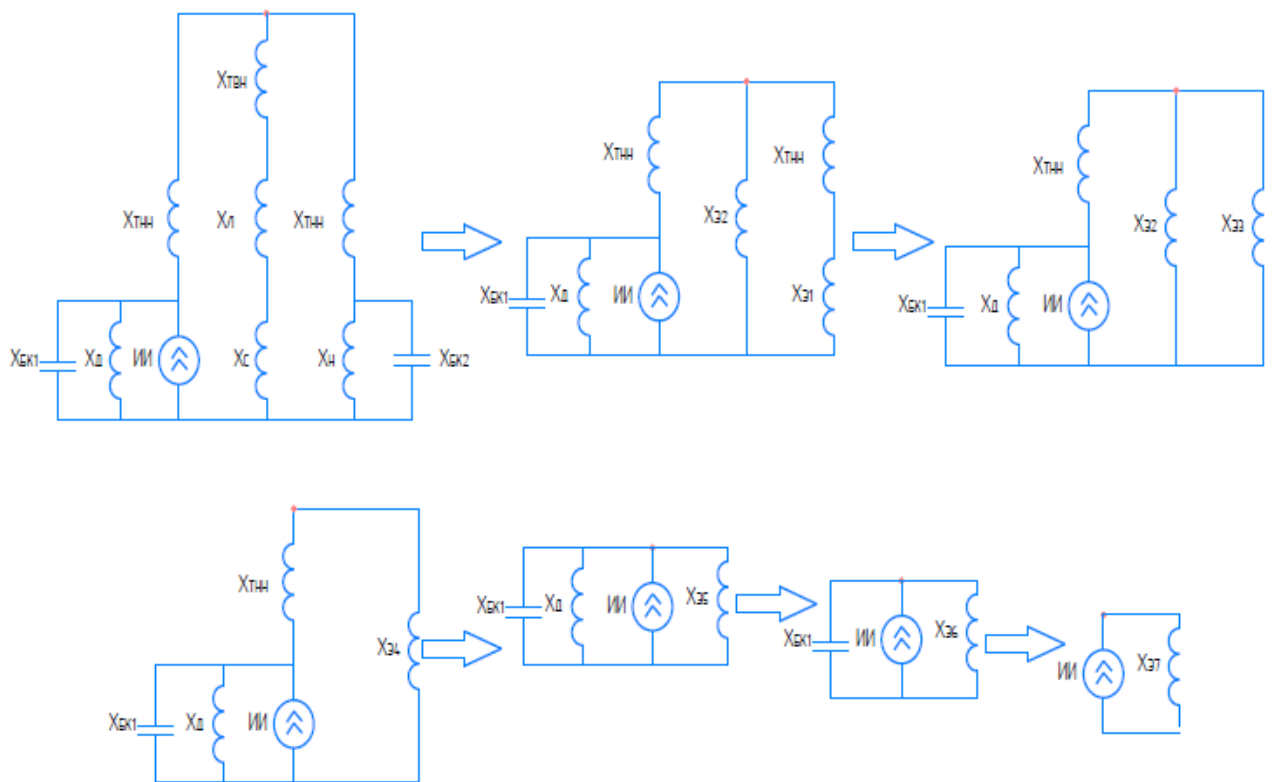 Xтвн
Xтнн
Xл
Xтнн
Xбк1
Xд
ИИ
Xс
Xн
Xбк2
Xтнн
Xтнн
Xэ2
Xбк1
Xд
ИИ
Xэ1
Xтнн
Xэ2
Xэ3
Xбк1
Xд
ИИ
Xтнн
Xэ4
Xбк1
Xд
ИИ
Xбк1
Xд
ИИ
Xэ5
Xбк1
ИИ
Xэ6
ИИ
Xэ7